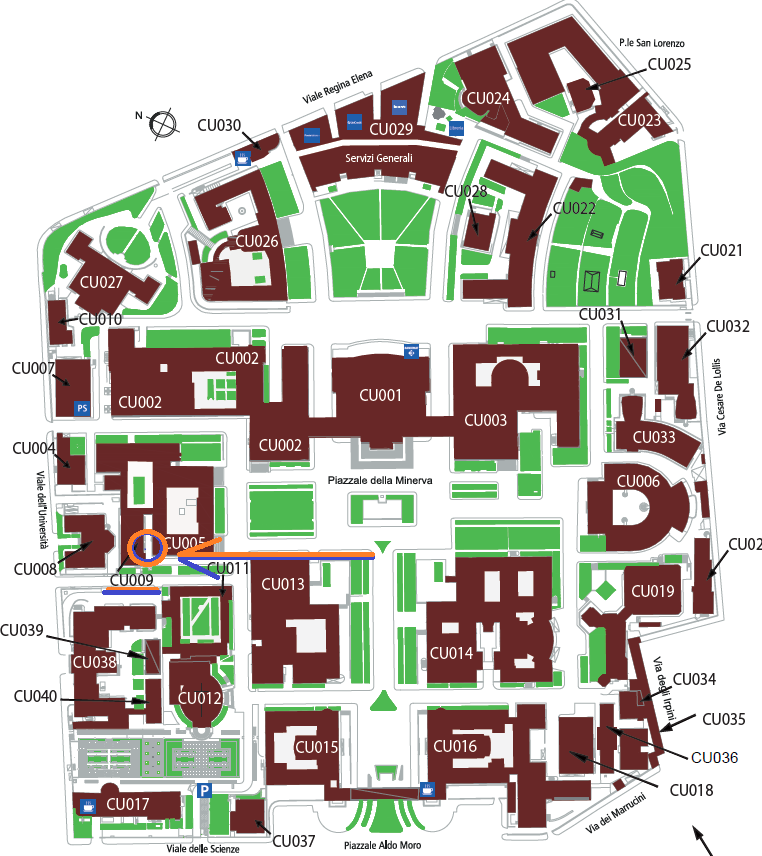 P.le San Lorenzo
CU025
Viale Regina Elena
CU024
N
CU030
CU029
CU023
Servizi Generali
CU028
CU022
CU026
CU021
CU027
CU010
CU031
CU032
CU002
CU007
CU001
CU002
PS
CU003
Via Cesare De Lollis
CU002
CU033
CU004
Piazzale della Minerva
CU006
Viale dell'Università
CU005
CU02
CU008
CU009
CU011
CU013
CU019
CU039
CU038
CU014
Via degli Irpini
CU034
CU040
CU012
CU035
CU015
CU016
CU036
P
CU018
CU017
Via dei Marrucini
CU037
Viale delle Scienze
Piazzale Aldo Moro